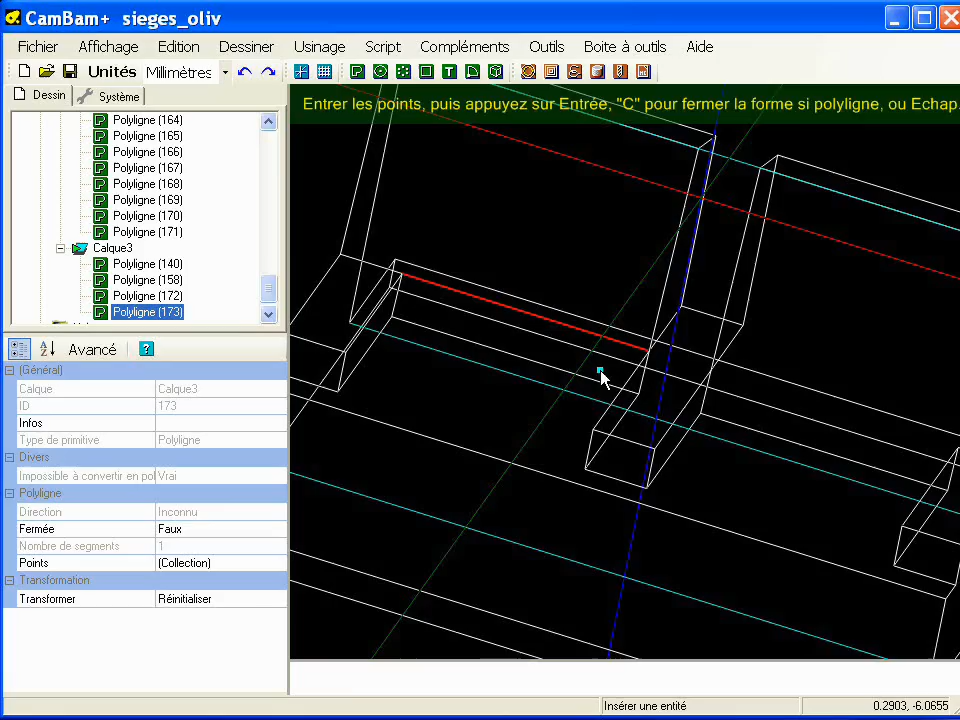 CamBam+ sieges_oliv
Fichier Affichage Edition Dessiner Usinage Script Compléments Outils Boite à outils Aide
Unités Millimètres
Dessin Système
Entrer les points, puis appuyez sur Entrée, "C" pour fermer la forme si polyligne, ou Echap.
Polyligne (164)
Polyligne (165)
Polyligne (166)
Polyligne (167)
Polyligne (168)
Polyligne (169)
Polyligne (170)
Polyligne (171)
Calque3
Polyligne (140)
Polyligne (158)
Polyligne (172)
Polyligne (173)
Avancé
(Général)
Calque Calque3
ID 173
Infos
Type de primitive Polyligne
Divers
Impossible à convertir en pol Vrai
Polyligne
Direction Inconnu
Fermée Faux
Nombre de segments 1
Points (Collection)
Transformation
Transformer Réinitialiser
Insérer une entité 0.2903, -6.0655